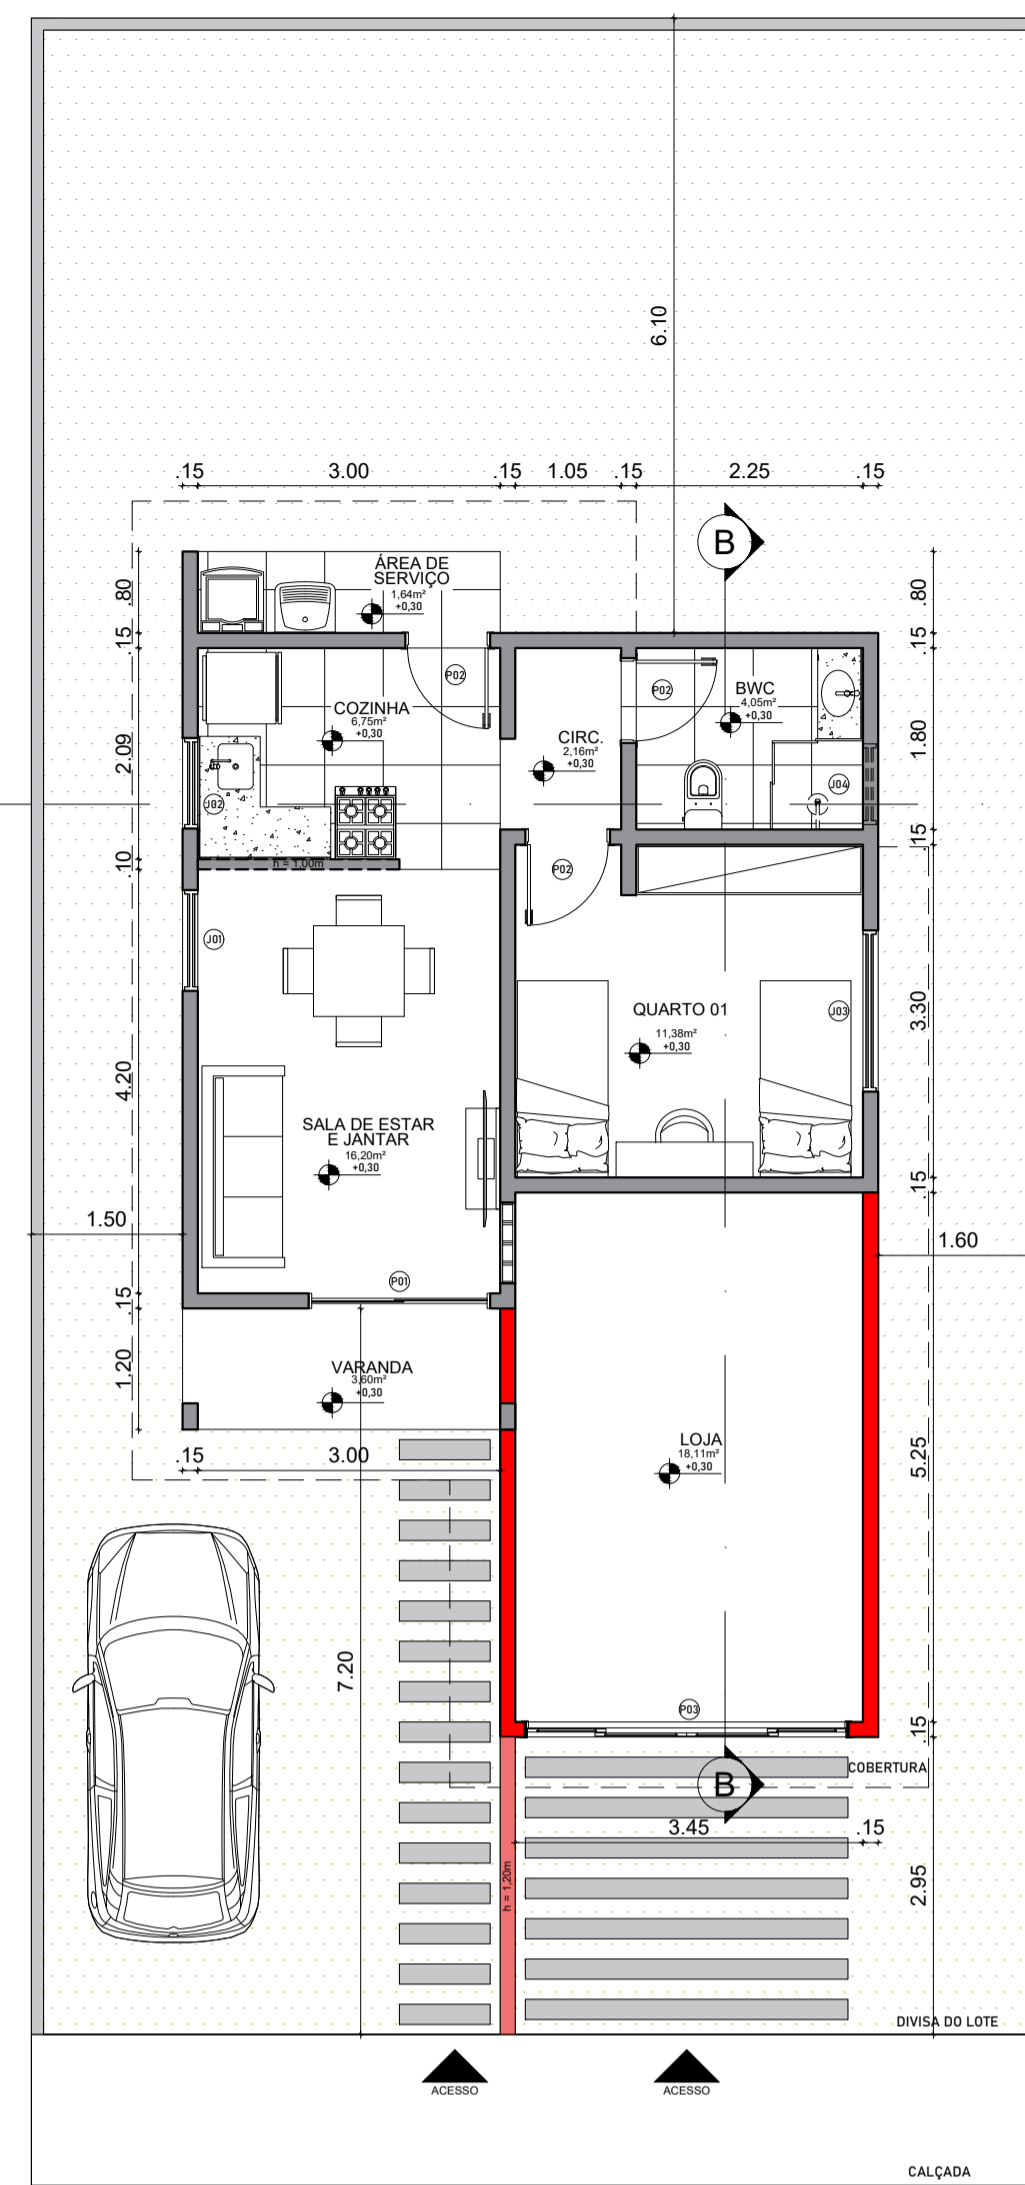 6.10
.15 3.00 .15 1.05 .15 2.25 .15
B
ÁREA DE
SERVIÇO
1,64m²
+0,30
.80
.80
.15
.15
P02
P02
COZINHA
6,75m²
+0,30
BWC
4,05m²
+0,30
CIRC.
2,16m²
+0,30
2.09
1.80
J02
J04
.10
h = 1,00m
P02
.15
J01
QUARTO 01
11,38m²
+0,30
J03
3.30
4.20
SALA DE ESTAR
E JANTAR
16,20m²
+0,30
.15
1.50
1.60
P01
.15
1.20
VARANDA
3,60m²
+0,30
.15 3.00
LOJA
18,11m²
+0,30
5.25
7.20
P03
.15
COBERTURA
B
3.45 .15
h = 1,20m
2.95
DIVISA DO LOTE
ACESSO
ACESSO
CALÇADA